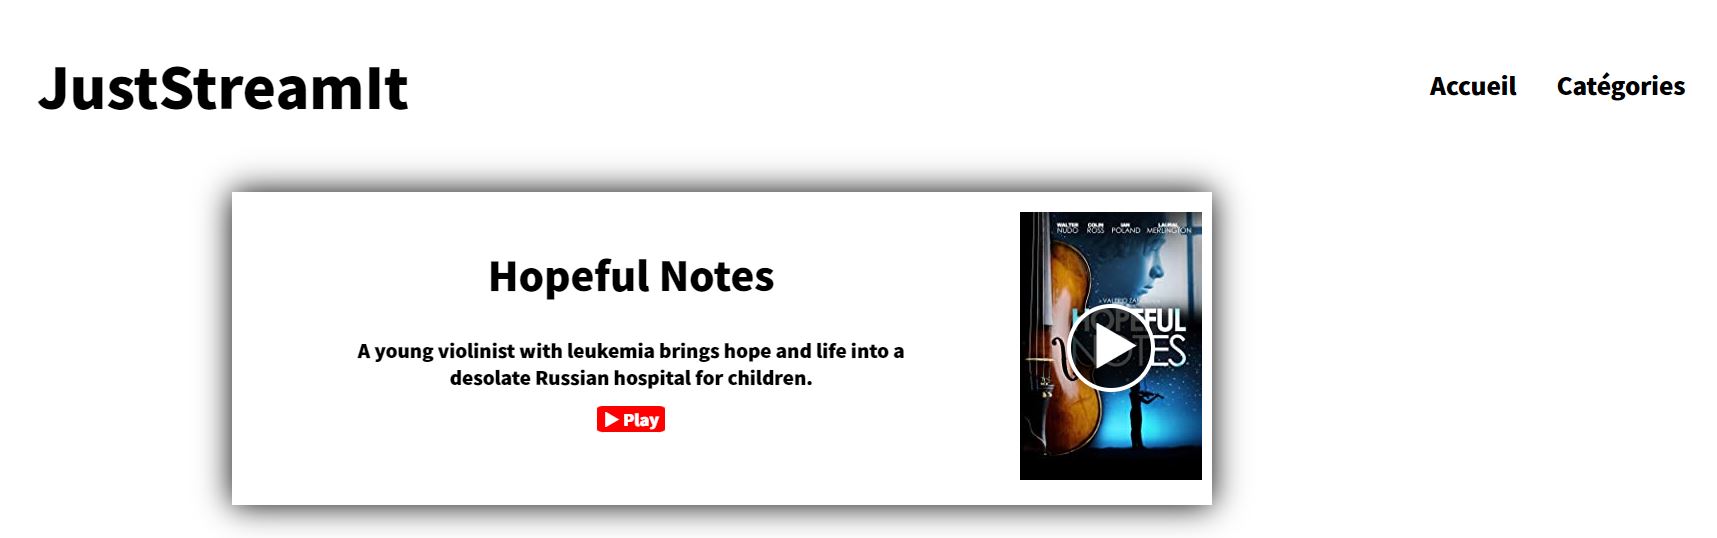 JustStreamIt
Accueil Catégories
Hopeful Notes
A young violinist with leukemia brings hope and life into a
desolate Russian hospital for children.
Play
WALTER NUDO COLIN ROSS IAN POLAND LAURAL MERLINGTON
HOPEFUL
NOTES